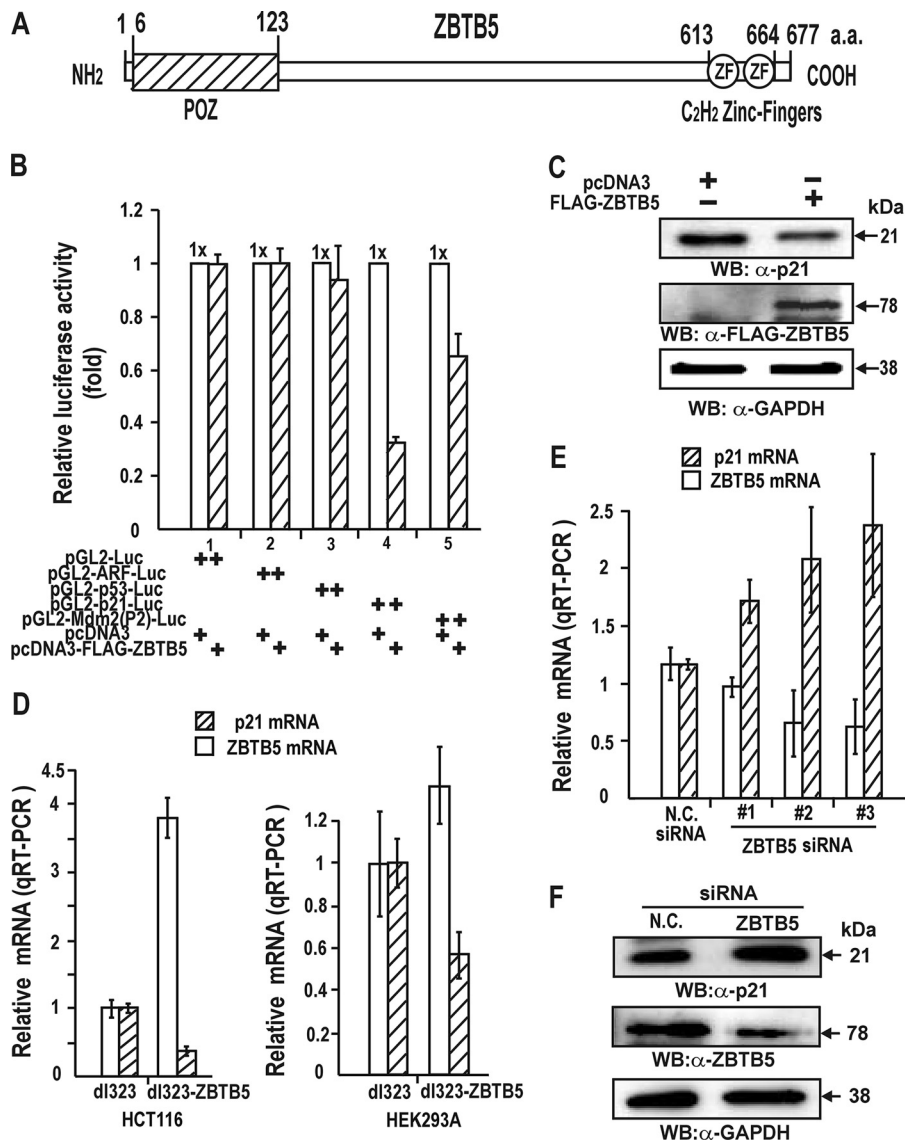 A
1 6 123 ZBTB5 613 664 677 a.a.
NH2 ZF ZF COOH
POZ C2H2 Zinc-Fingers
B
Relative luciferase activity
(fold)
1.2
1
0.8
0.6
0.4
0.2
0
1x 1x 1x 1x 1x
1 2 3 4 5
pGL2-Luc ++
pGL2-ARF-Luc ++
pGL2-p53-Luc ++
pGL2-p21-Luc ++
pGL2-Mdm2(P2)-Luc ++
pcDNA3 + + + + +
pcDNA3-FLAG-ZBTB5 + + + + +
C
pcDNA3 + −
FLAG-ZBTB5 − + kDa
21
WB: α-p21
78
WB: α-FLAG-ZBTB5
38
WB: α-GAPDH
D
p21 mRNA
ZBTB5 mRNA
Relative mRNA (qRT-PCR)
4.5
4
3
2
1
0
dl323 dl323-ZBTB5
HCT116
Relative mRNA (qRT-PCR)
1.2
1
0.8
0.6
0.4
0.2
0
dl323 dl323-ZBTB5
HEK293A
E
p21 mRNA
ZBTB5 mRNA
Relative mRNA (qRT-PCR)
2.5
2
1.5
1
0.5
0
N.C.
siRNA
#1 #2 #3
ZBTB5 siRNA
F
siRNA
N.C. ZBTB5 kDa
21
WB:α-p21
78
WB:α-ZBTB5
38
WB:α-GAPDH